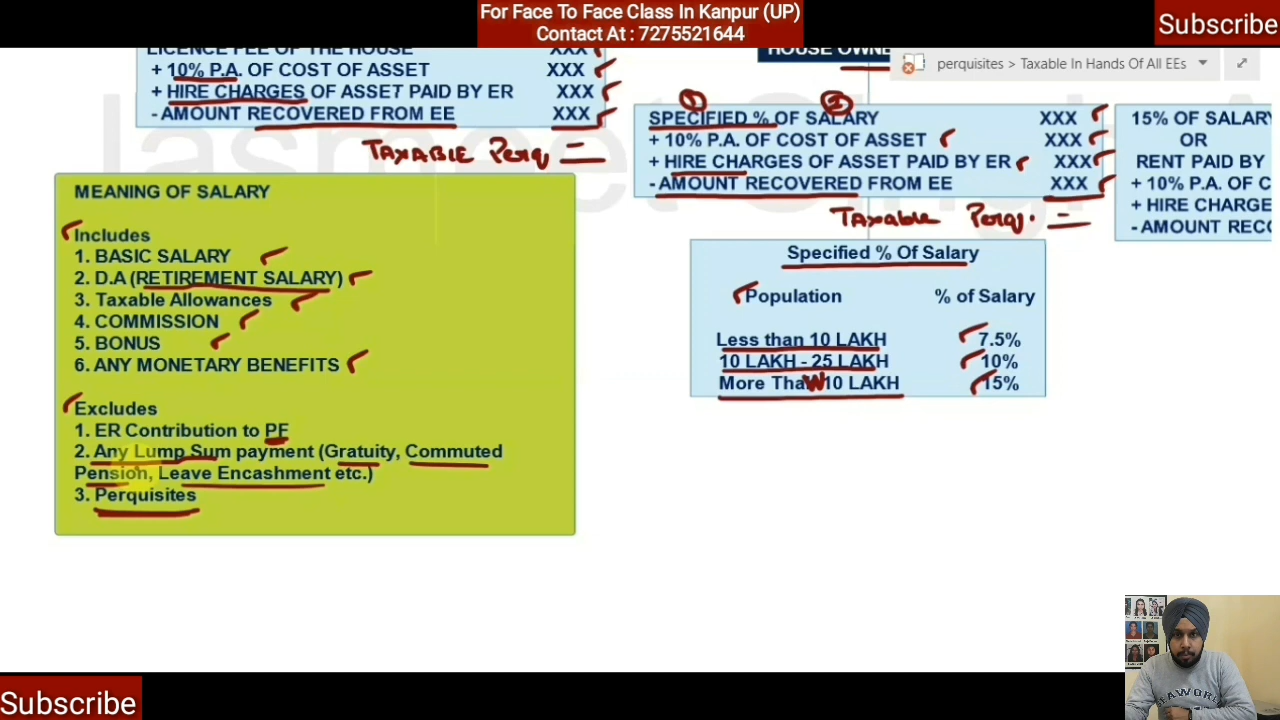 For Face To Face Class In Kanpur (UP)
Contact At : 7275521644
Subscribe
LICENCE FEE OF THE HOUSE XXX
+ 10% P.A. OF COST OF ASSET XXX
+ HIRE CHARGES OF ASSET PAID BY ER XXX
- AMOUNT RECOVERED FROM EE XXX
TAXABLE Perq =
MEANING OF SALARY
Includes
1. BASIC SALARY
2. D.A (RETIREMENT SALARY)
3. Taxable Allowances
4. COMMISSION
5. BONUS
6. ANY MONETARY BENEFITS
Excludes
1. ER Contribution to PF
2. Any Lump Sum payment (Gratuity, Commuted
Pension, Leave Encashment etc.)
3. Perquisites
HOUSE OWNE
perquisites > Taxable In Hands Of All EEs
① ②
SPECIFIED % OF SALARY XXX
+ 10% P.A. OF COST OF ASSET XXX
+ HIRE CHARGES OF ASSET PAID BY ER XXX
- AMOUNT RECOVERED FROM EE XXX
Taxable Perq. =
15% OF SALARY
OR
RENT PAID BY
+ 10% P.A. OF C
+ HIRE CHARGE
- AMOUNT REC
Specified % Of Salary
Population % of Salary
Less than 10 LAKH 7.5%
10 LAKH - 25 LAKH 10%
More Than 10 LAKH 15%
Subscribe